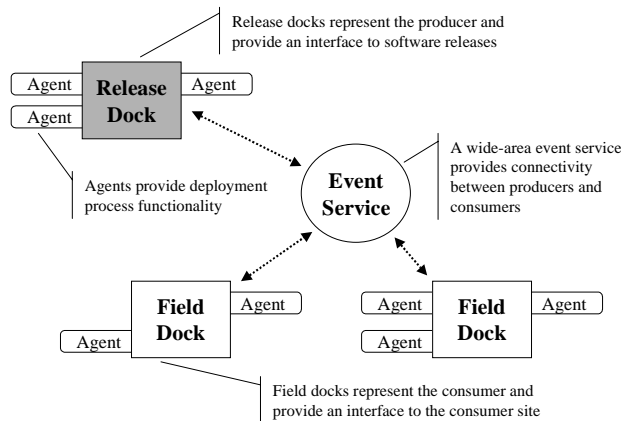 Release docks represent the producer and
provide an interface to software releases
Agent
Release
Dock
Agent
Agent
Agents provide deployment
process functionality
Event
Service
A wide-area event service
provides connectivity
between producers and
consumers
Field
Dock
Agent
Agent
Agent
Field
Dock
Agent
Agent
Field docks represent the consumer and
provide an interface to the consumer site